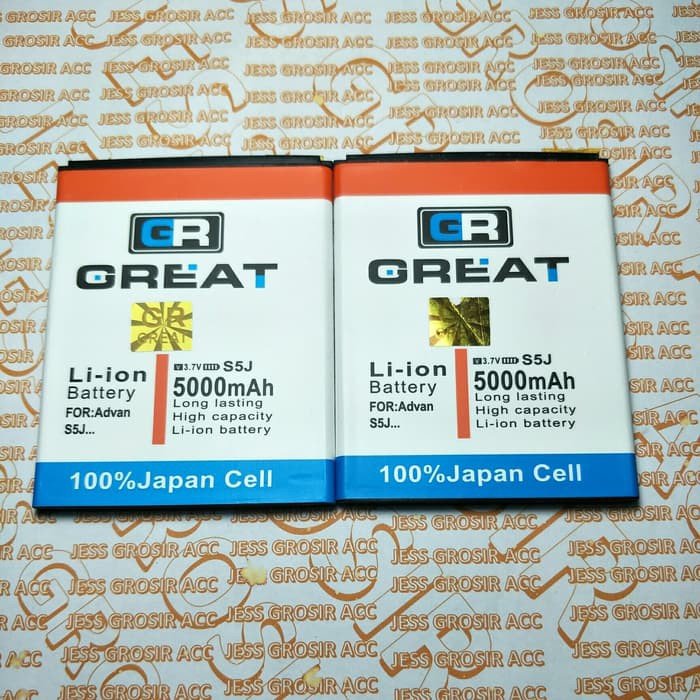 JESS GROSIR ACC
GR
GREAT
GR
GREAT
Li-ion
Battery
FOR:Advan
S5J...
V 3.7V S5J
5000mAh
Long lasting
High capacity
Li-ion battery
100%Japan Cell
GR
GREAT
Li-ion
Battery
FOR:Advan
S5J...
V 3.7V S5J
5000mAh
Long lasting
High capacity
Li-ion battery
100%Japan Cell